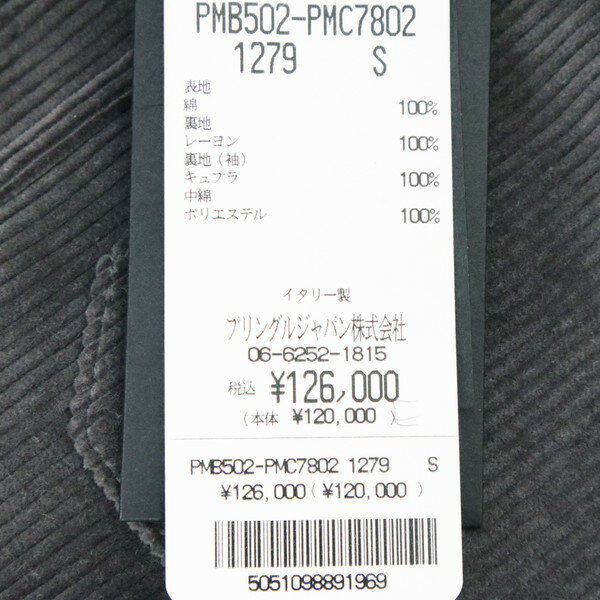 PMB502-PMC7802
1279 S
表地
綿 100%
裏地
レーヨン 100%
裏地(袖)
キュプラ 100%
中綿
ポリエステル 100%
イタリー製
プリングルジャパン株式会社
06-6252-1815
税込 ¥126,000
(本体 ¥120,000)
PMB502-PMC7802 1279 S
¥126,000(¥120,000)
5051098891969